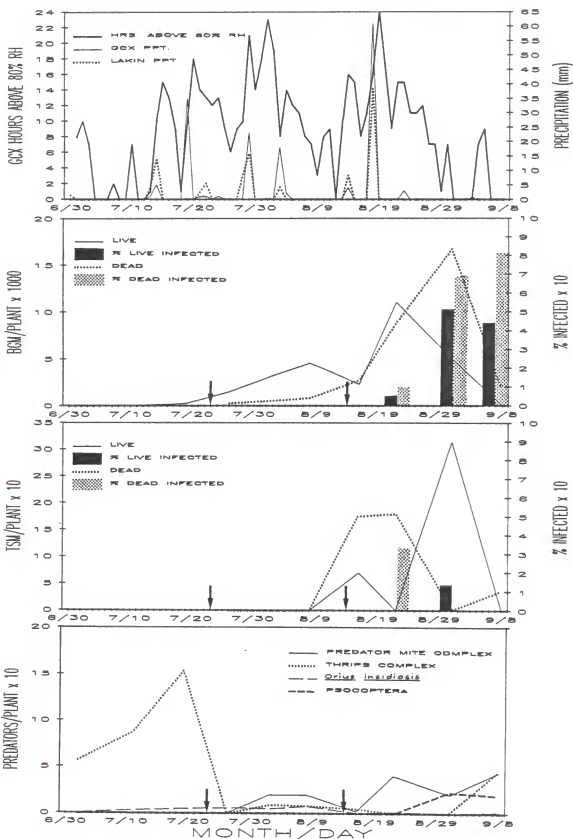 GCX HOURS ABOVE 80% RH
24
22
20
18
16
14
12
10
8
6
4
2
0
HRS. ABOVE 80% RH
GCX PPT.
LAKIN PPT
65
60
55
50
45
40
35
30
25
20
15
10
5
0
PRECIPITATION (mm)
6/30 7/10 7/20 7/30 8/9 8/19 8/29 9/8
BGM/PLANT x 1000
20
15
10
5
0
LIVE
% LIVE INFECTED
DEAD
% DEAD INFECTED
10
9
8
7
6
5
4
3
2
1
0
% INFECTED x 10
6/30 7/10 7/20 7/30 8/9 8/19 8/29 9/8
TSM/PLANT x 10
35
30
25
20
15
10
5
0
LIVE
% LIVE INFECTED
DEAD
% DEAD INFECTED
10
9
8
7
6
5
4
3
2
1
0
% INFECTED x 10
6/30 7/10 7/20 7/30 8/9 8/19 8/29 9/8
PREDATORS/PLANT x 10
20
15
10
5
0
PREDATOR MITE COMPLEX
THRIPS COMPLEX
Orius insidiosis
PSOCOPTERA
6/30 7/10 7/20 7/30 8/9 8/19 8/29 9/8
MONTH/DAY